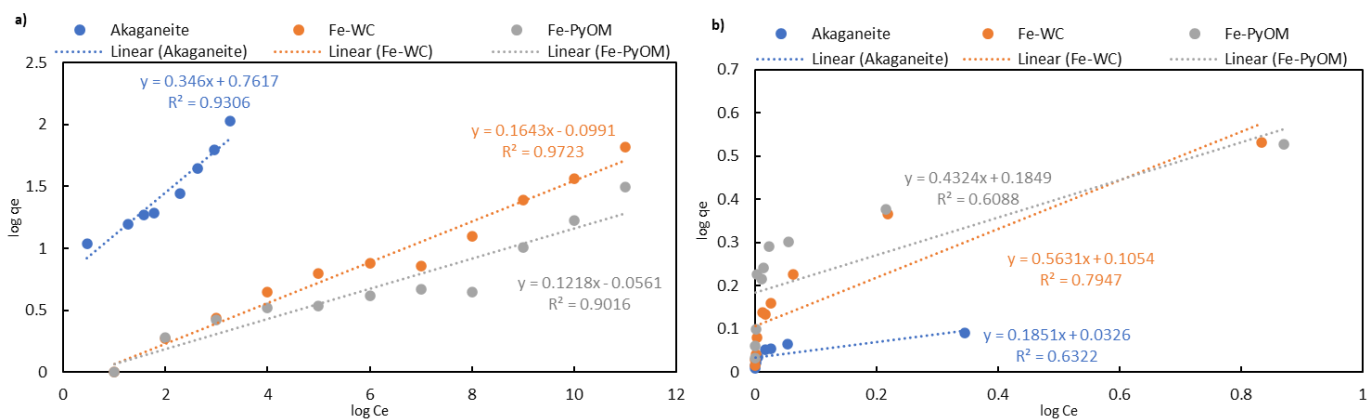 a)
Akaganeite Fe-WC Fe-PyOM
Linear (Akaganeite) Linear (Fe-WC) Linear (Fe-PyOM)
2.5
2
1.5
1
0.5
0
log qe
y = 0.346x + 0.7617
R² = 0.9306
y = 0.1643x - 0.0991
R² = 0.9723
y = 0.1218x - 0.0561
R² = 0.9016
0 2 4 6 8 10 12
log Ce
b)
Akaganeite Fe-WC Fe-PyOM
Linear (Akaganeite) Linear (Fe-WC) Linear (Fe-PyOM)
0.7
0.6
0.5
0.4
0.3
0.2
0.1
0
log qe
y = 0.4324x + 0.1849
R² = 0.6088
y = 0.5631x + 0.1054
R² = 0.7947
y = 0.1851x + 0.0326
R² = 0.6322
0 0.2 0.4 0.6 0.8 1
log Ce